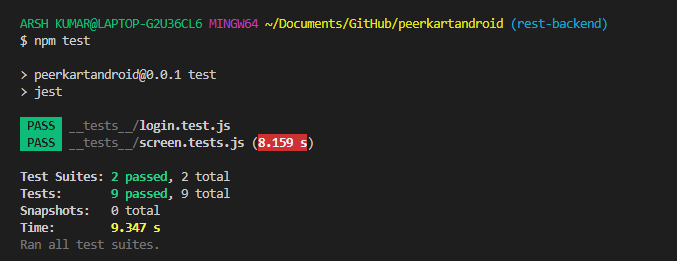 ARSH KUMAR@LAPTOP-G2U36CL6 MINGW64 ~/Documents/GitHub/peerkartandroid (rest-backend)
$ npm test
> peerkartandroid@0.0.1 test
> jest
PASS __tests__/login.test.js
PASS __tests__/screen.tests.js (8.159 s)
Test Suites: 2 passed, 2 total
Tests: 9 passed, 9 total
Snapshots: 0 total
Time: 9.347 s
Ran all test suites.